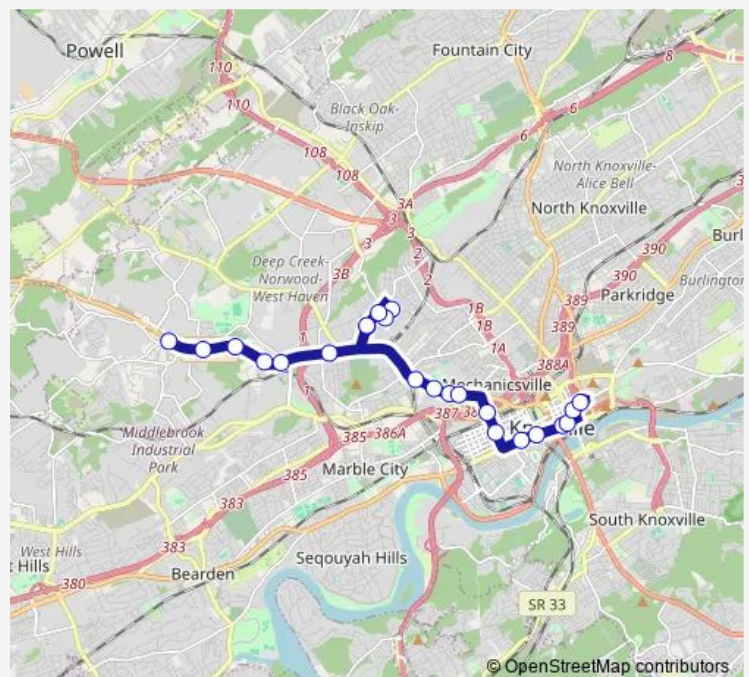 Powell
Fountain City
8
110
110
6
6
Black Oak-
Inskip
108
108
North Knoxville-
Alice Bell
3A
3
3
North Knoxville
3
2
2
Deep Creek-
Norwood-
West Haven
3B
390
390
Burlington
Parkridge
1B
1B
1A
389
389
388A
1
1
Mechanicsville
387
385
386A
Middlebrook
Industrial
Park
Marble City
385
383
383
South Knoxville
West Hills
t Hills
380
Bearden
Seqouyah Hills
SR 33
© OpenStreetMap contributors